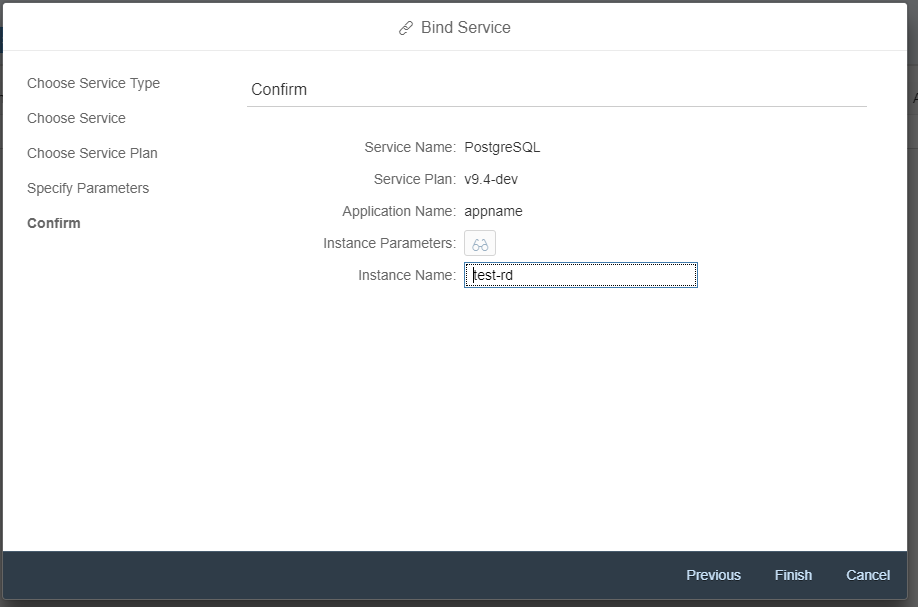 Bind Service
Choose Service Type
Choose Service
Choose Service Plan
Specify Parameters
Confirm
Confirm
Service Name: PostgreSQL
Service Plan: v9.4-dev
Application Name: appname
Instance Parameters:
Instance Name: test-rd
Previous Finish Cancel